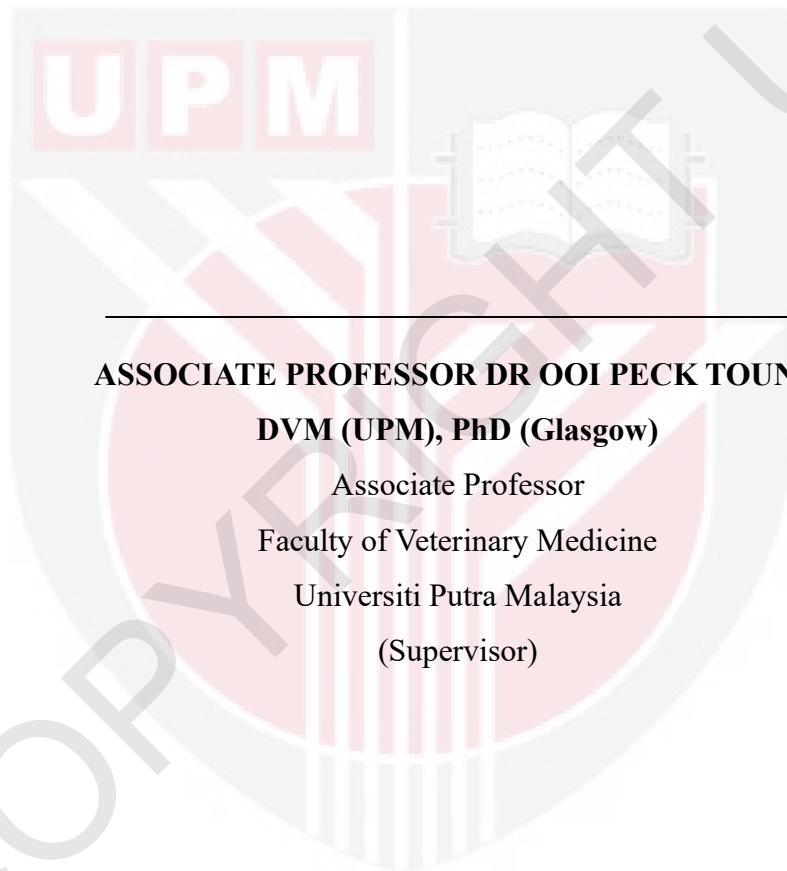 UPM
ASSOCIATE PROFESSOR DR OOI PECK TOUN
DVM (UPM), PhD (Glasgow)
Associate Professor
Faculty of Veterinary Medicine
Universiti Putra Malaysia
(Supervisor)
OPYRIGHT U